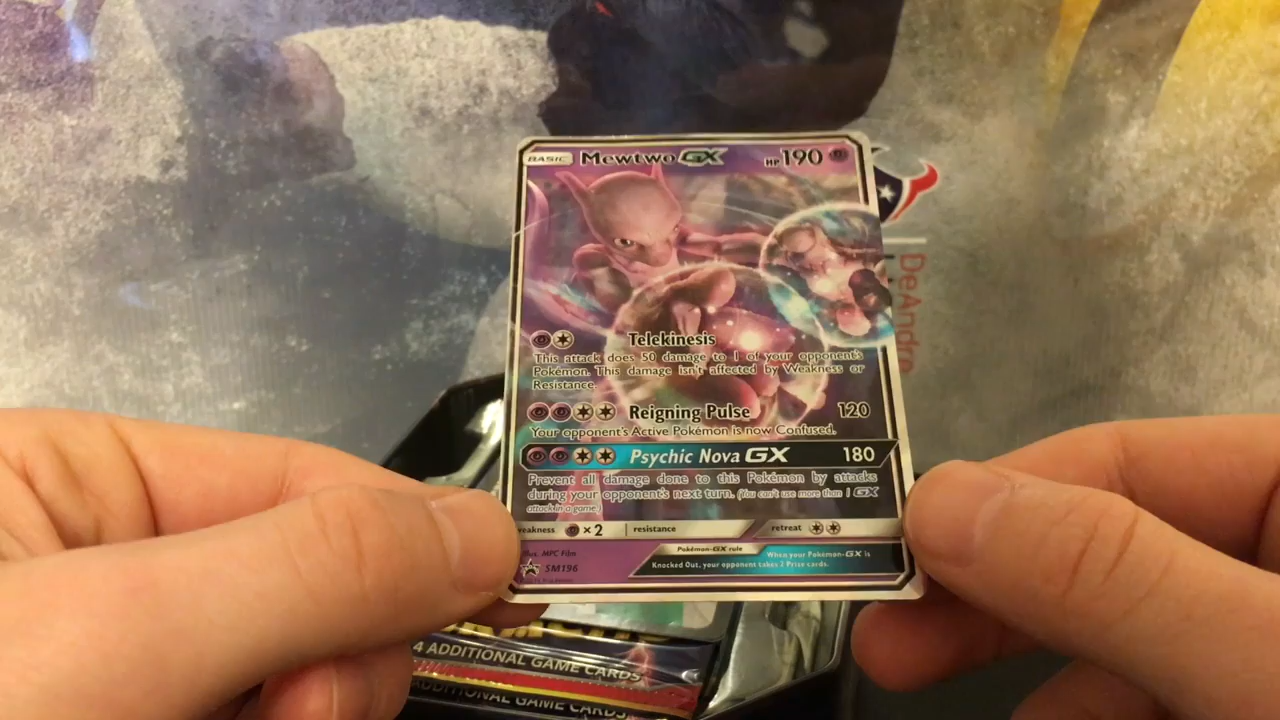 BASIC Mewtwo GX HP 190
DeAndre
Telekinesis
This attack does 50 damage to 1 of your opponent's
Pokémon. This damage isn't affected by Weakness or
Resistance.
Reigning Pulse 120
Your opponent's Active Pokémon is now Confused.
Psychic Nova GX 180
Prevent all damage done to this Pokémon by attacks
during your opponent's next turn. (You can't use more than 1 GX
attack in a game.)
weakness ×2 resistance retreat
Illus. MPC Film
SM196
Pokémon-GX rule
When your Pokémon-GX is
Knocked Out, your opponent takes 2 Prize cards.
4 ADDITIONAL GAME CARDS
ADDITIONAL GAME CARDS